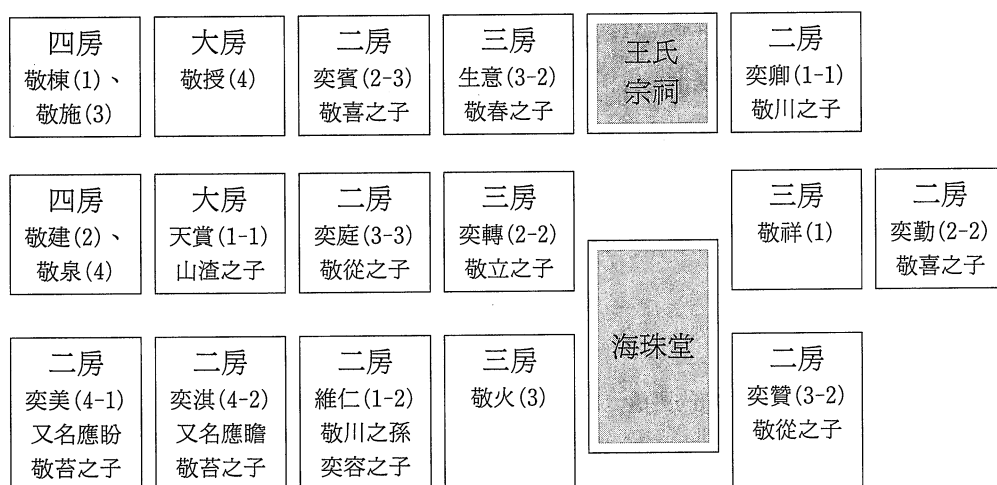 四房
敬棟(1)、
敬施(3)
大房
敬授(4)
二房
奕賓(2-3)
敬喜之子
三房
生意(3-2)
敬春之子
王氏
宗祠
二房
奕卿(1-1)
敬川之子
四房
敬建(2)、
敬泉(4)
大房
天賞(1-1)
山渣之子
二房
奕庭(3-3)
敬從之子
三房
奕轉(2-2)
敬立之子
三房
敬祥(1)
二房
奕勤(2-2)
敬喜之子
二房
奕美(4-1)
又名應盼
敬苔之子
二房
奕淇(4-2)
又名應瞻
敬苔之子
二房
維仁(1-2)
敬川之孫
奕容之子
三房
敬火(3)
海珠堂
二房
奕贊(3-2)
敬從之子